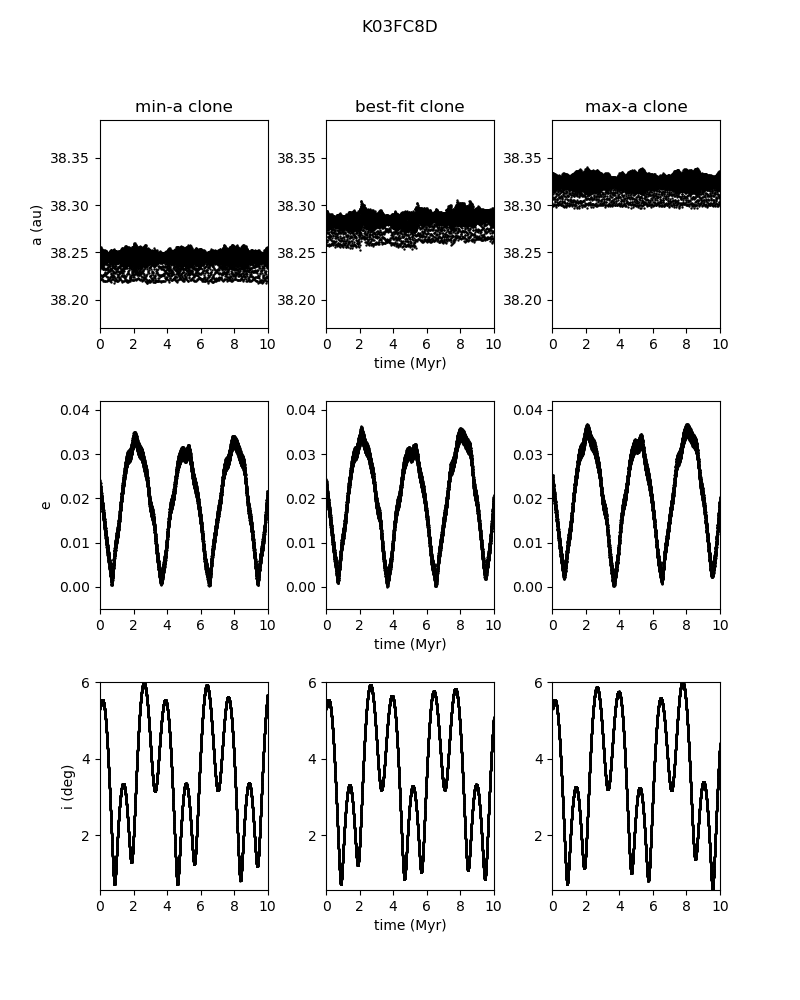 K03FC8D
min-a clone best-fit clone max-a clone
38.35 38.35 38.35
38.30 38.30 38.30
38.25 38.25 38.25
38.20 38.20 38.20
a (au)
0 2 4 6 8 10 0 2 4 6 8 10 0 2 4 6 8 10
time (Myr)
0.04 0.04 0.04
0.03 0.03 0.03
0.02 0.02 0.02
0.01 0.01 0.01
0.00 0.00 0.00
e
0 2 4 6 8 10 0 2 4 6 8 10 0 2 4 6 8 10
time (Myr)
6 6 6
4 4 4
2 2 2
i (deg)
0 2 4 6 8 10 0 2 4 6 8 10 0 2 4 6 8 10
time (Myr)